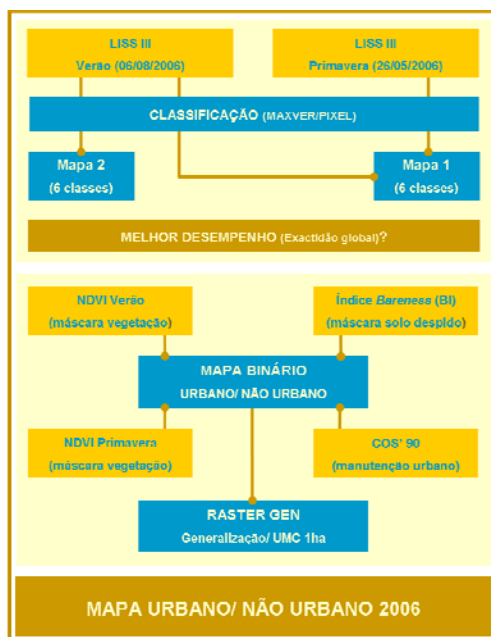 LISS III
Verão (06/08/2006)
LISS III
Primavera (26/05/2006)
CLASSIFICAÇÃO (MAXVER/PIXEL)
Mapa 2
(6 classes)
Mapa 1
(6 classes)
MELHOR DESEMPENHO (Exactidão global)?
NDVI Verão
(máscara vegetação)
Índice Bareness (BI)
(máscara solo despido)
MAPA BINÁRIO
URBANO/ NÃO URBANO
NDVI Primavera
(máscara vegetação)
COS' 90
(manutenção urbano)
RASTER GEN
Generalização/ UMC 1ha
MAPA URBANO/ NÃO URBANO 2006